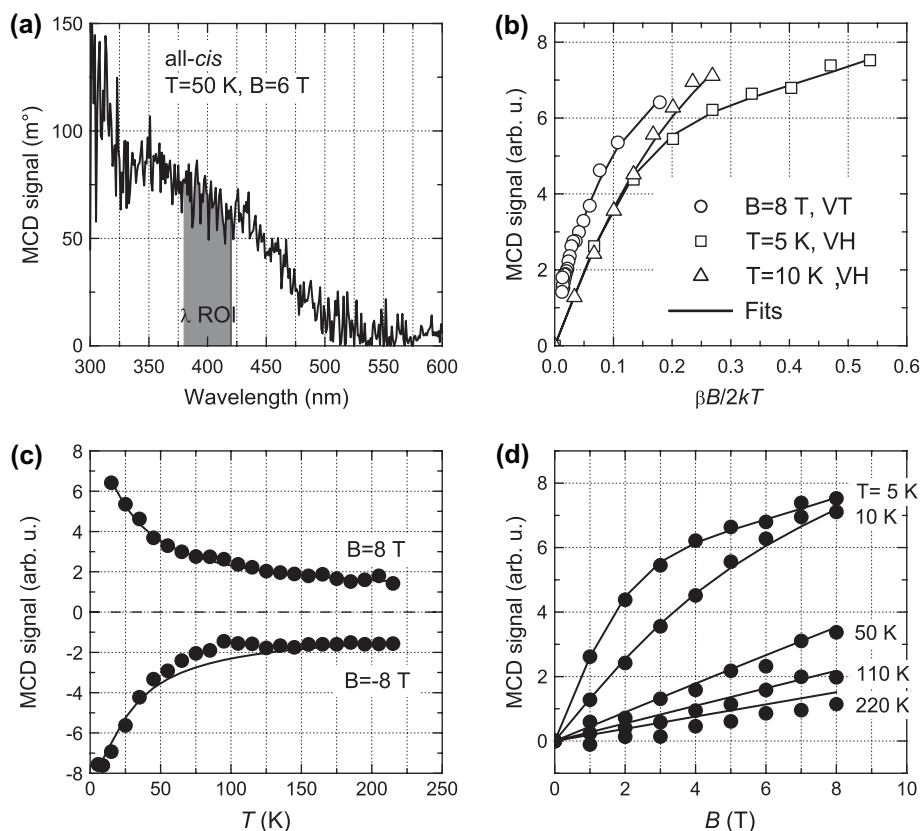 (a)
150
100
50
0
MCD signal (m°)
all-cis
T=50 K, B=6 T
λ ROI
300 350 400 450 500 550 600
Wavelength (nm)
(b)
8
6
4
2
0
MCD signal (arb. u.)
B=8 T, VT
T=5 K, VH
T=10 K ,VH
Fits
0.0 0.1 0.2 0.3 0.4 0.5 0.6
βB/2kT
(c)
8
6
4
2
0
-2
-4
-6
-8
MCD signal (arb. u.)
B=8 T
B=-8 T
0 50 100 150 200 250
T (K)
(d)
8
6
4
2
0
MCD signal (arb. u.)
T= 5 K
10 K
50 K
110 K
220 K
0 2 4 6 8 10
B (T)